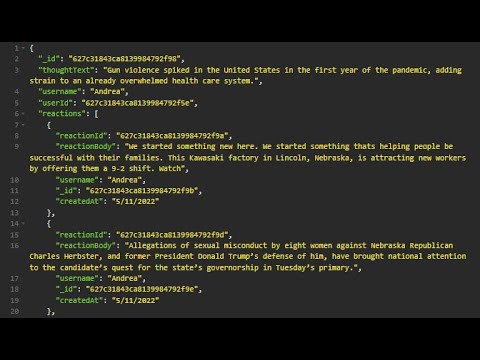 1 {
2 "_id": "627c31843ca8139984792f98",
3 "thoughtText": "Gun violence spiked in the United States in the first year of the pandemic, adding
strain to an already overwhelmed health care system.",
4 "username": "Andrea",
5 "userId": "627c31843ca8139984792f5e",
6 "reactions": [
7 {
8 "reactionId": "627c31843ca8139984792f9a",
9 "reactionBody": "We started something new here. We started something thats helping people be
successful with their families. This Kawasaki factory in Lincoln, Nebraska, is attracting new workers
by offering them a 9-2 shift. Watch",
10 "username": "Andrea",
11 "_id": "627c31843ca8139984792f9b",
12 "createdAt": "5/11/2022"
13 },
14 {
15 "reactionId": "627c31843ca8139984792f9d",
16 "reactionBody": "Allegations of sexual misconduct by eight women against Nebraska Republican
Charles Herbster, and former President Donald Trump's defense of him, have brought national attention
to the candidate's quest for the state's governorship in Tuesday's primary.",
17 "username": "Andrea",
18 "_id": "627c31843ca8139984792f9e",
19 "createdAt": "5/11/2022"
20 },